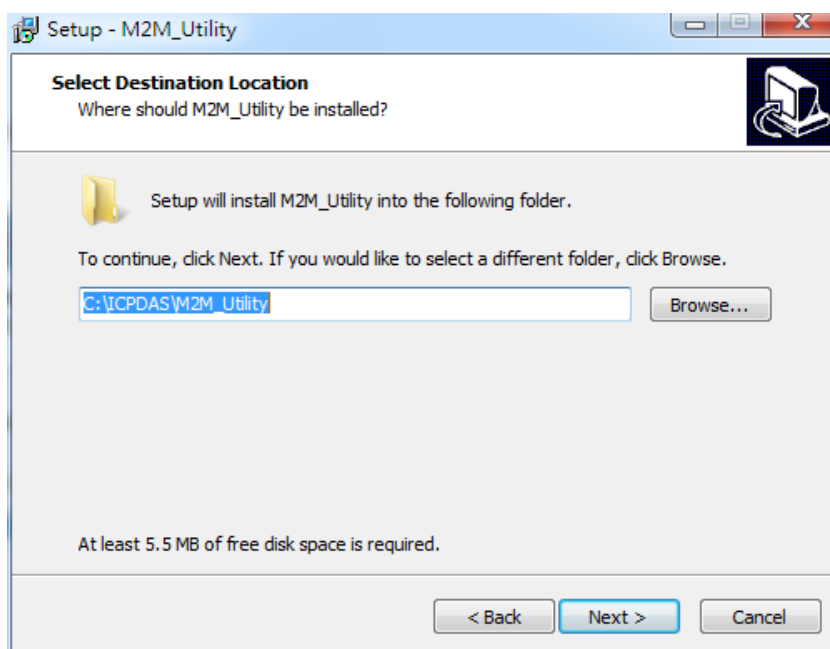 Setup - M2M_Utility
Select Destination Location
Where should M2M_Utility be installed?
Setup will install M2M_Utility into the following folder.
To continue, click Next. If you would like to select a different folder, click Browse.
C:\ICPDAS\M2M_Utility
Browse...
At least 5.5 MB of free disk space is required.
< Back
Next >
Cancel